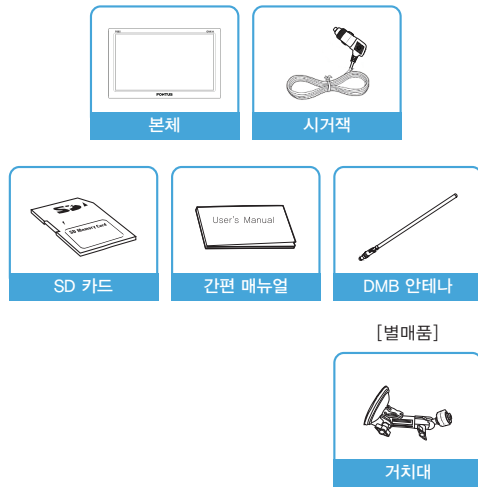 PONTUS
본체
시거잭
SD
SD Memory Card
User's Manual
SD 카드
간편 매뉴얼
DMB 안테나
[별매품]
거치대